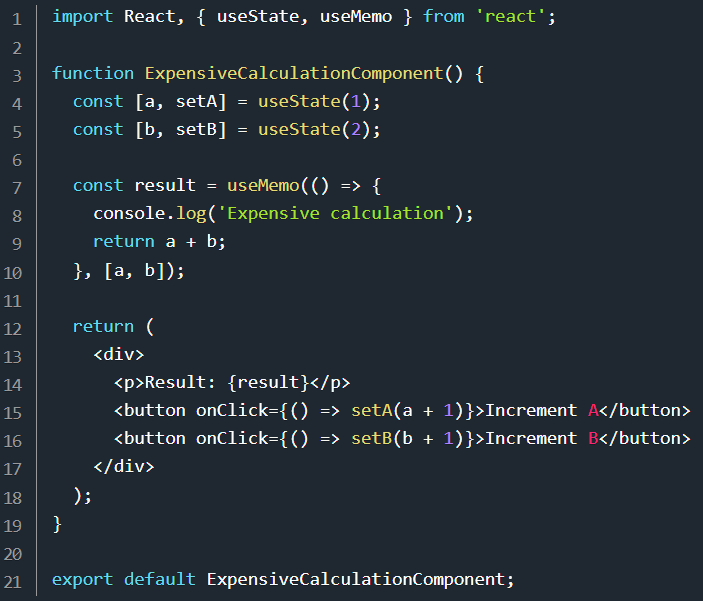 1 import React, { useState, useMemo } from 'react';
2
3 function ExpensiveCalculationComponent() {
4   const [a, setA] = useState(1);
5   const [b, setB] = useState(2);
6
7   const result = useMemo(() => {
8     console.log('Expensive calculation');
9     return a + b;
10   }, [a, b]);
11
12   return (
13     <div>
14       <p>Result: {result}</p>
15       <button onClick={() => setA(a + 1)}>Increment A</button>
16       <button onClick={() => setB(b + 1)}>Increment B</button>
17     </div>
18   );
19 }
20
21 export default ExpensiveCalculationComponent;